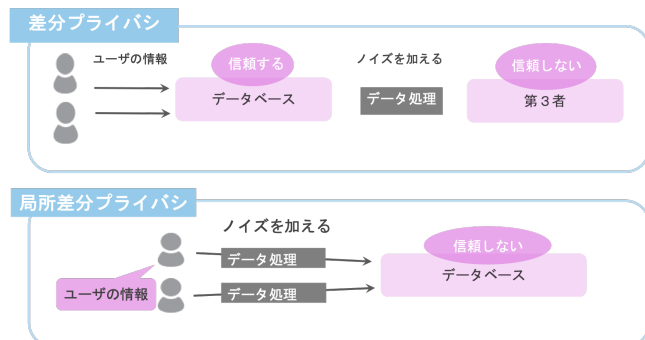 差分プライバシ
ユーザの情報
信頼する
データベース
ノイズを加える
データ処理
信頼しない
第３者
局所差分プライバシ
ノイズを加える
データ処理
データ処理
ユーザの情報
信頼しない
データベース